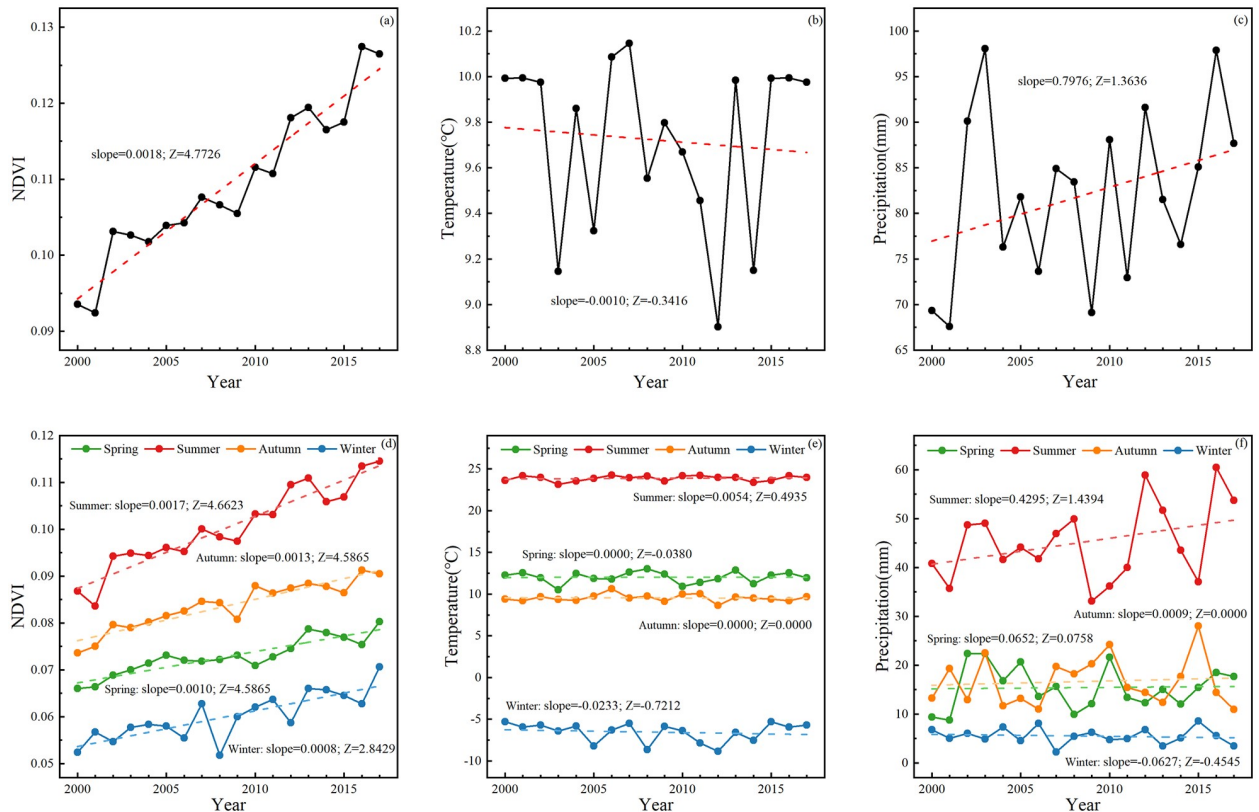 (a)
0.13
0.12
0.11
0.10
0.09
NDVI
slope=0.0018; Z=4.7726
2000 2005 2010 2015
Year
(b)
10.2
10.0
9.8
9.6
9.4
9.2
9.0
8.8
Temperature(℃)
slope=-0.0010; Z=-0.3416
2000 2005 2010 2015
Year
(c)
100
95
90
85
80
75
70
65
Precipitation(mm)
slope=0.7976; Z=1.3636
2000 2005 2010 2015
Year
(d)
Spring Summer Autumn Winter
0.12
0.11
0.10
0.09
0.08
0.07
0.06
0.05
NDVI
Summer: slope=0.0017; Z=4.6623
Autumn: slope=0.0013; Z=4.5865
Spring: slope=0.0010; Z=4.5865
Winter: slope=0.0008; Z=2.8429
2000 2005 2010 2015
Year
(e)
Spring Summer Autumn Winter
25
20
15
10
5
0
-5
-10
Temperature(℃)
Summer: slope=0.0054; Z=0.4935
Spring: slope=0.0000; Z=-0.0380
Autumn: slope=0.0000; Z=0.0000
Winter: slope=-0.0233; Z=-0.7212
2000 2005 2010 2015
Year
(f)
Spring Summer Autumn Winter
60
50
40
30
20
10
0
Precipitation(mm)
Summer: slope=0.4295; Z=1.4394
Autumn: slope=0.0009; Z=0.0000
Spring: slope=0.0652; Z=0.0758
Winter: slope=-0.0627; Z=-0.4545
2000 2005 2010 2015
Year